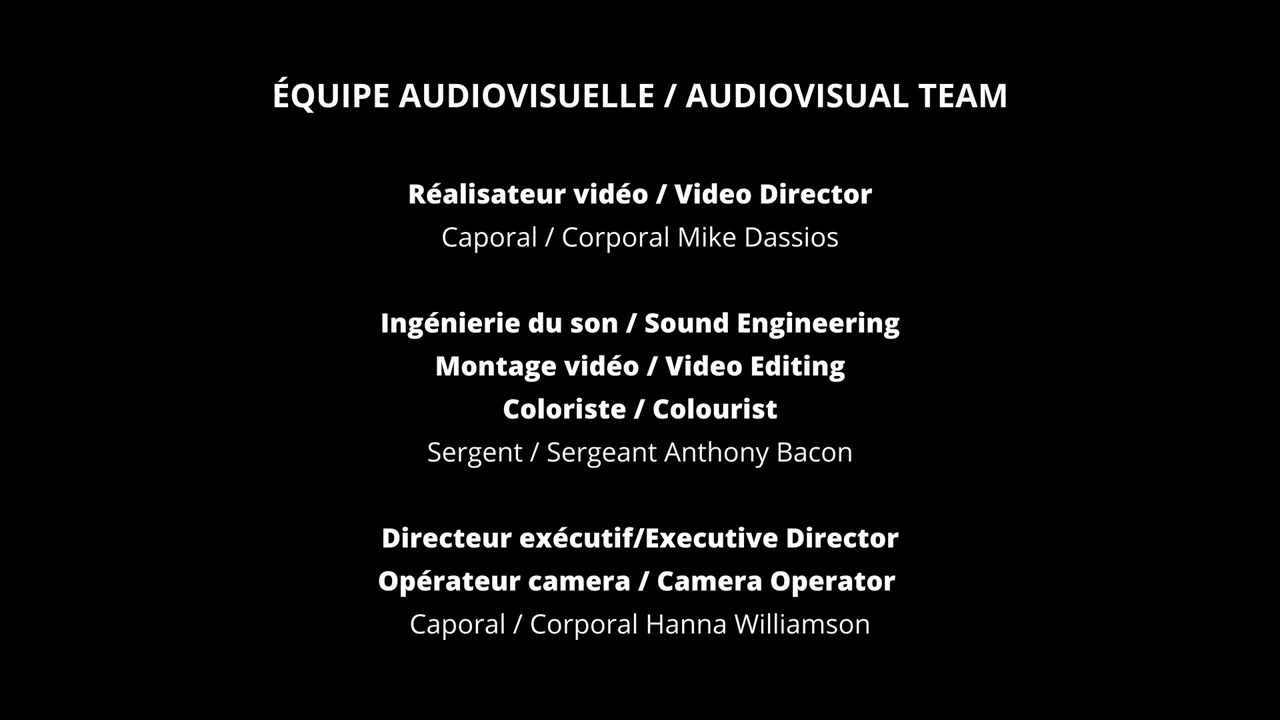 ÉQUIPE AUDIOVISUELLE / AUDIOVISUAL TEAM
Réalisateur vidéo / Video Director
Caporal / Corporal Mike Dassios
Ingénierie du son / Sound Engineering
Montage vidéo / Video Editing
Coloriste / Colourist
Sergent / Sergeant Anthony Bacon
Directeur exécutif/Executive Director
Opérateur camera / Camera Operator
Caporal / Corporal Hanna Williamson